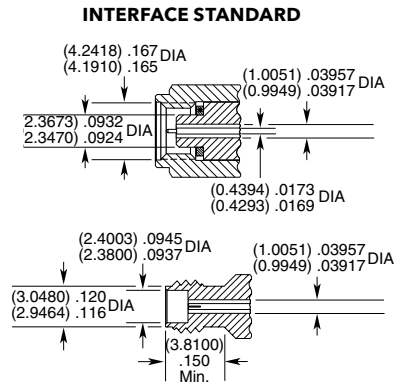 INTERFACE STANDARD
(4.2418) .167 DIA
(4.1910) .165
(1.0051) .03957 DIA
(0.9949) .03917
(2.3673) .0932 DIA
(2.3470) .0924
(0.4394) .0173 DIA
(0.4293) .0169
(2.4003) .0945 DIA
(2.3800) .0937
(1.0051) .03957 DIA
(0.9949) .03917
(3.0480) .120 DIA
(2.9464) .116
(3.8100)
.150
Min.